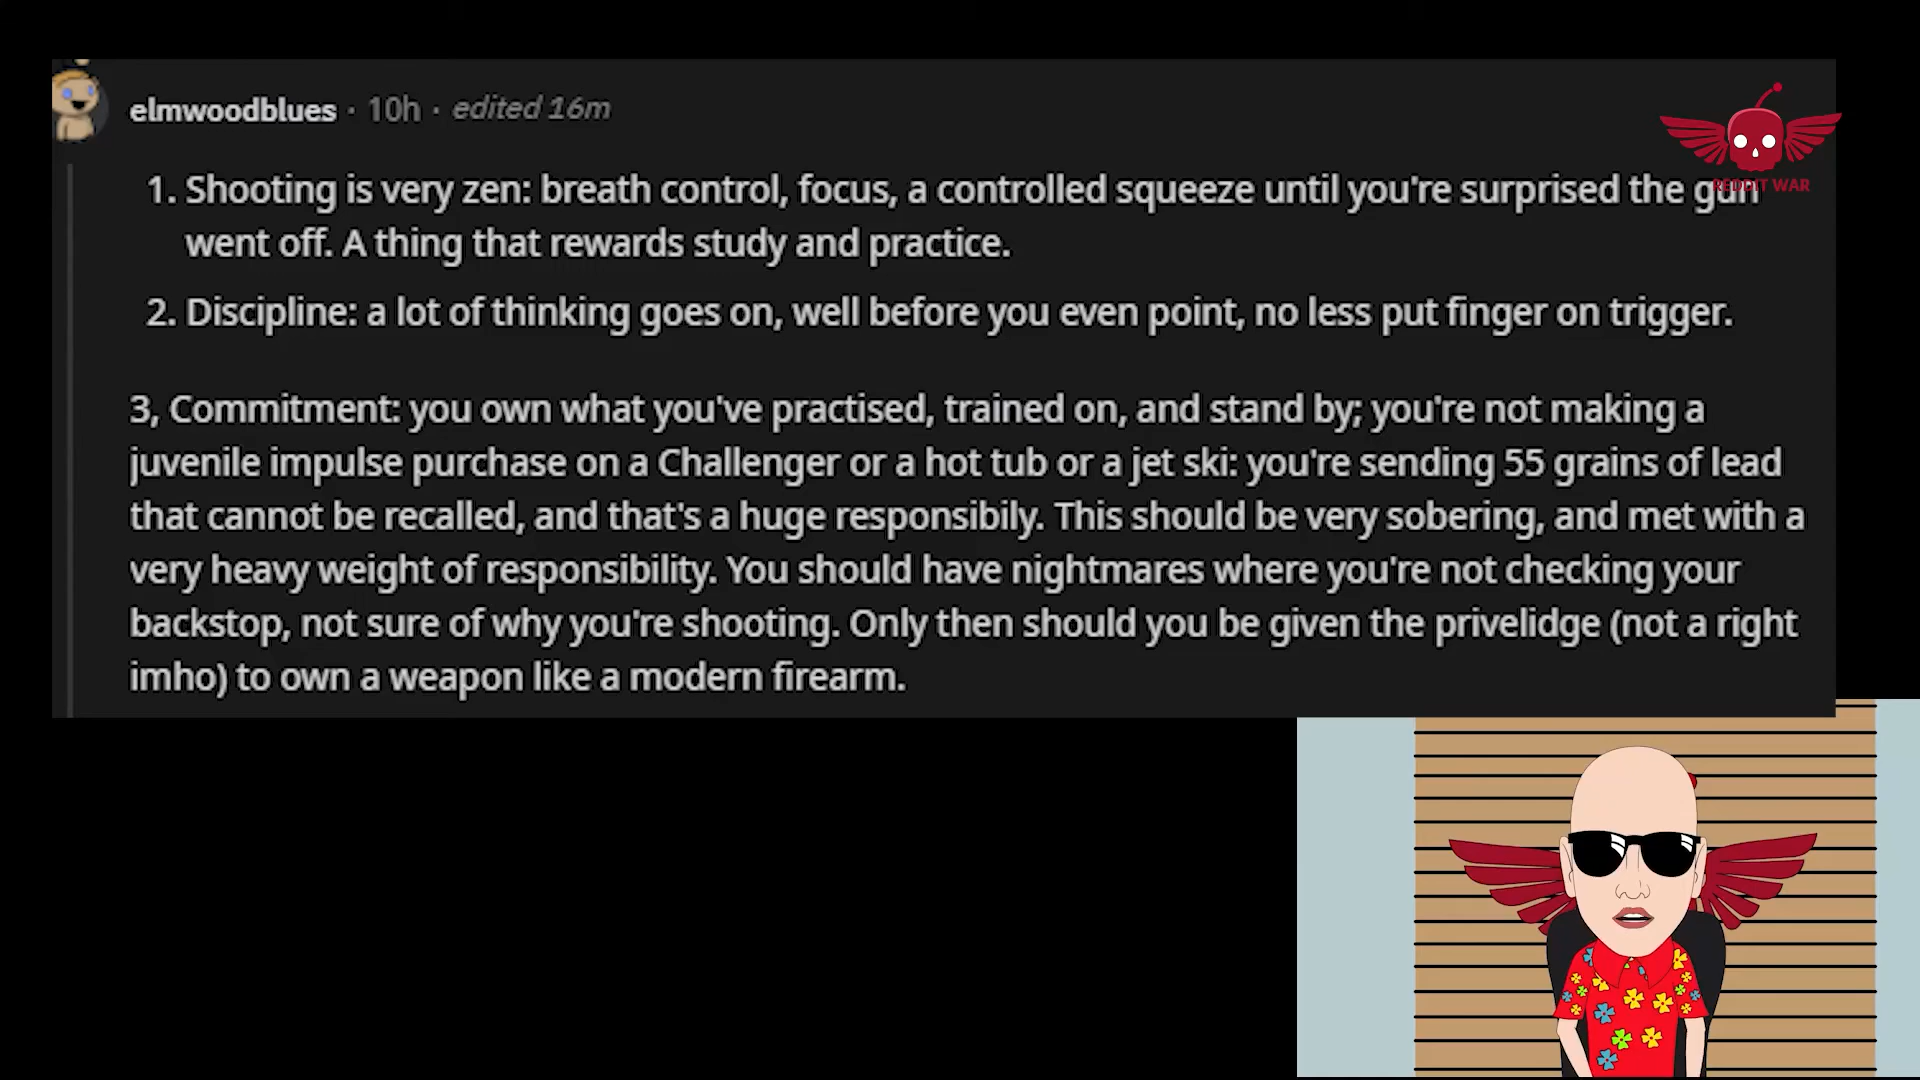 elmwoodblues · 10h · edited 16m
REDDIT WAR
1. Shooting is very zen: breath control, focus, a controlled squeeze until you're surprised the gun
went off. A thing that rewards study and practice.
2. Discipline: a lot of thinking goes on, well before you even point, no less put finger on trigger.
3, Commitment: you own what you've practised, trained on, and stand by; you're not making a
juvenile impulse purchase on a Challenger or a hot tub or a jet ski: you're sending 55 grains of lead
that cannot be recalled, and that's a huge responsibily. This should be very sobering, and met with a
very heavy weight of responsibility. You should have nightmares where you're not checking your
backstop, not sure of why you're shooting. Only then should you be given the privelidge (not a right
imho) to own a weapon like a modern firearm.